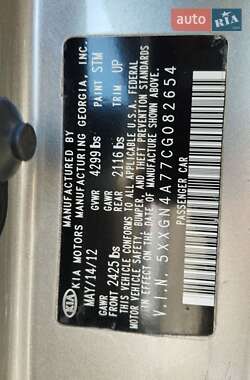 auto
RIA
.com
KIA
MANUFACTURED BY
KIA MOTORS MANUFACTURING GEORGIA, INC.
MAY/14/12 GVWR 4299 lbs PAINT STM
GAWR FRONT 2425 lbs GAWR REAR 2116 lbs TRIM UP
THIS VEHICLE CONFORMS TO ALL APPLICABLE U.S.A. FEDERAL
MOTOR VEHICLE SAFETY, BUMPER, AND THEFT PREVENTION STANDARDS
IN EFFECT ON THE DATE OF MANUFACTURE SHOWN ABOVE.
V.I.N. 5XXGN4A77CG082654
PASSENGER CAR